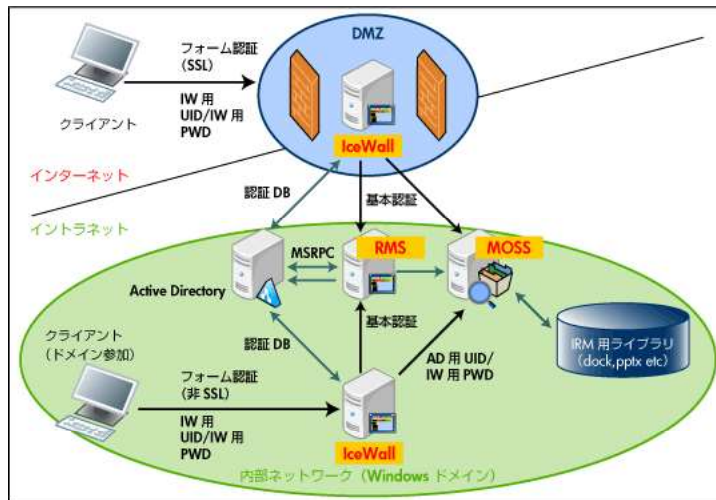 DMZ
フォーム認証
（SSL）
IW 用
UID/IW 用
PWD
クライアント
IceWall
インターネット
イントラネット
認証 DB
基本認証
RMS
MOSS
MSRPC
Active Directory
クライアント
（ドメイン参加）
認証 DB
基本認証
AD 用 UID/
IW 用 PWD
IRM 用ライブラリ
（dock,pptx etc）
フォーム認証
（非 SSL）
IW 用
UID/IW 用
PWD
IceWall
内部ネットワーク（Windows ドメイン）